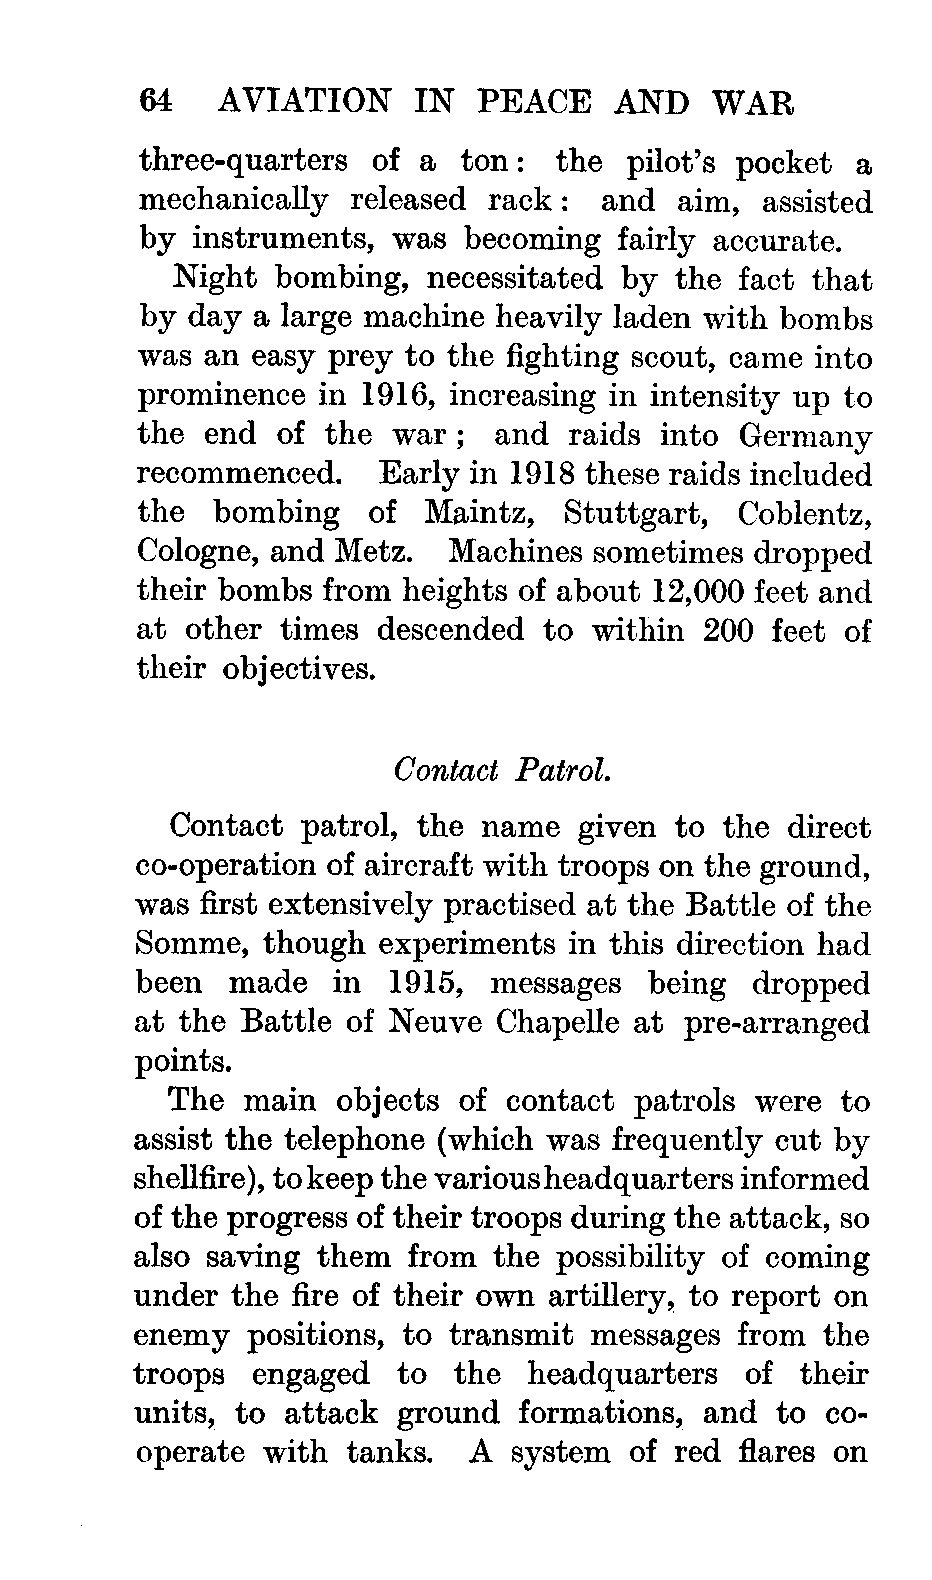 64 AVIATION IN PEACE AND WAR
three-quarters of a ton: the pilot's pocket a
mechanically released rack: and aim, assisted
by instruments, was becoming fairly accurate.
Night bombing, necessitated by the fact that
by day a large machine heavily laden with bombs
was an easy prey to the fighting scout, came into
prominence in 1916, increasing in intensity up to
the end of the war; and raids into Germany
recommenced. Early in 1918 these raids included
the bombing of Maintz, Stuttgart, Coblentz,
Cologne, and Metz. Machines sometimes dropped
their bombs from heights of about 12,000 feet and
at other times descended to within 200 feet of
their objectives.
Contact Patrol.
Contact patrol, the name given to the direct
co-operation of aircraft with troops on the ground,
was first extensively practised at the Battle of the
Somme, though experiments in this direction had
been made in 1915, messages being dropped
at the Battle of Neuve Chapelle at pre-arranged
points.
The main objects of contact patrols were to
assist the telephone (which was frequently cut by
shellfire), to keep the various headquarters informed
of the progress of their troops during the attack, so
also saving them from the possibility of coming
under the fire of their own artillery, to report on
enemy positions, to transmit messages from the
troops engaged to the headquarters of their
units, to attack ground formations, and to co-
operate with tanks. A system of red flares on